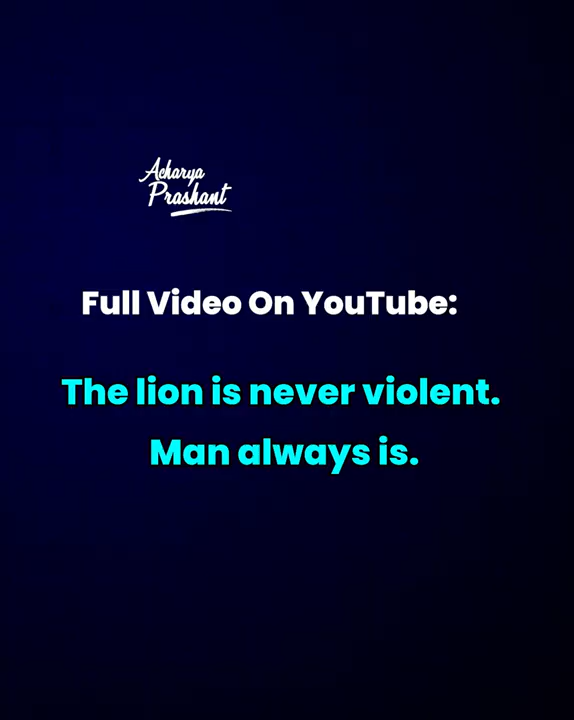 Acharya
Prashant
Full Video On YouTube:
The lion is never violent.
Man always is.